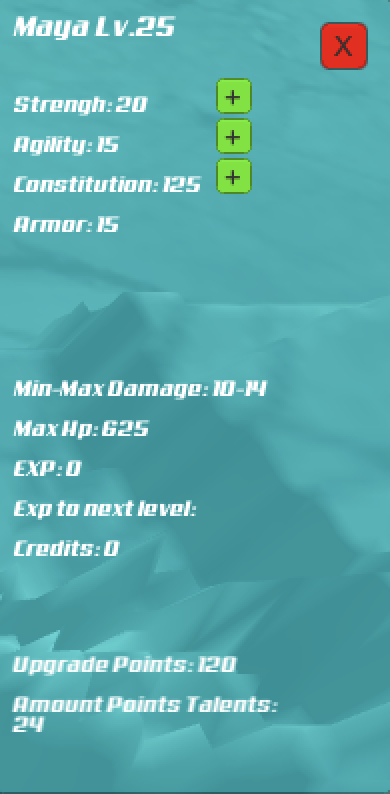 Maya Lv.25
X
Strengh: 20 +
Agility: 15 +
Constitution: 125 +
Armor: 15
Min-Max Damage: 10-14
Max Hp: 625
EXP: 0
Exp to next level:
Credits: 0
Upgrade Points: 120
Amount Points Talents:
24